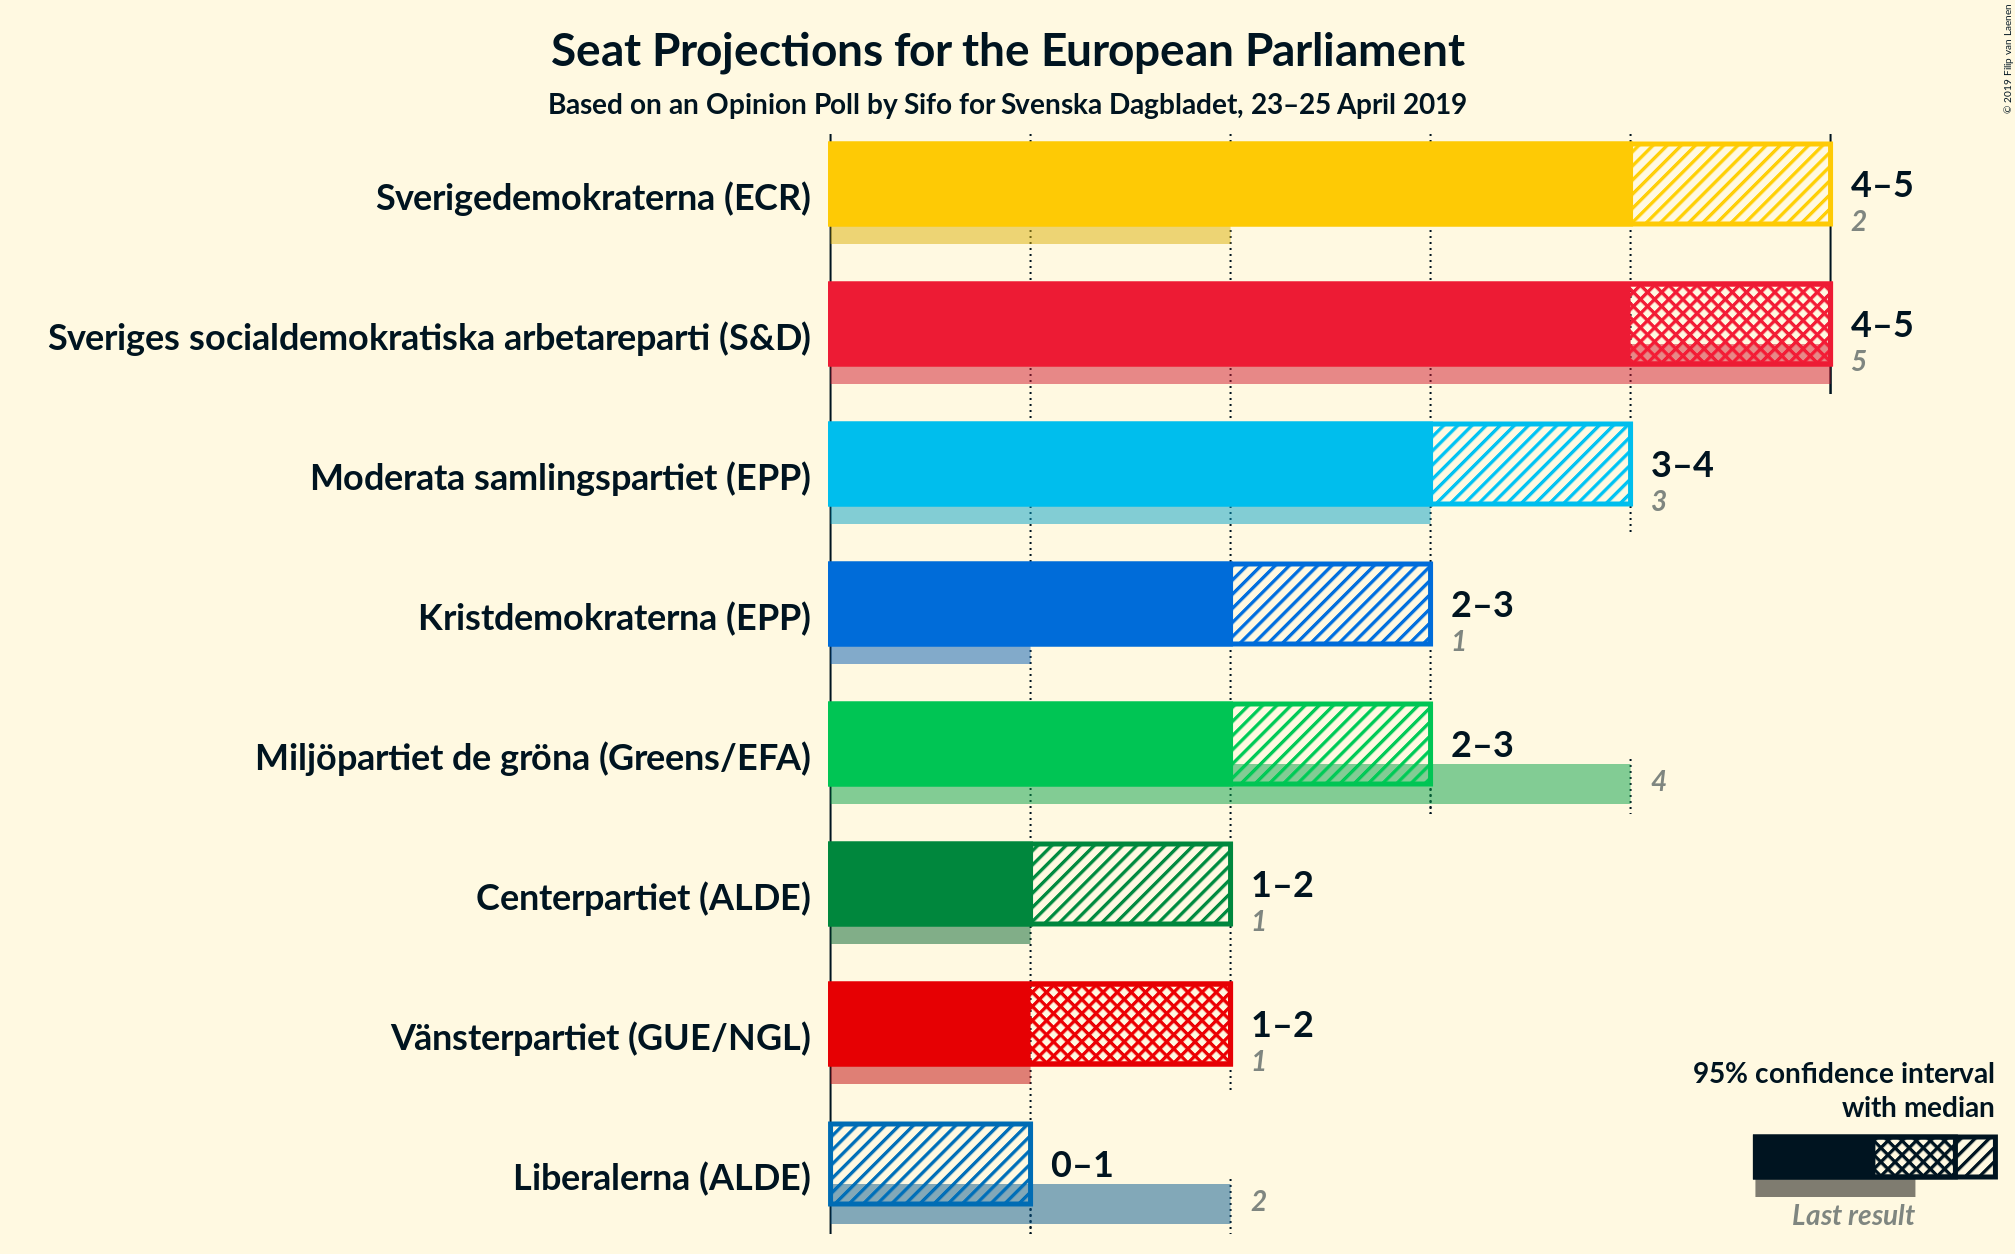 Seat Projections for the European Parliament
Based on an Opinion Poll by Sifo for Svenska Dagbladet, 23–25 April 2019
© 2019 Filip van Laenen
Sverigedemokraterna (ECR)
4–5
2
Sveriges socialdemokratiska arbetareparti (S&D)
4–5
5
Moderata samlingspartiet (EPP)
3–4
3
Kristdemokraterna (EPP)
2–3
1
Miljöpartiet de gröna (Greens/EFA)
2–3
4
Centerpartiet (ALDE)
1–2
1
Vänsterpartiet (GUE/NGL)
1–2
1
Liberalerna (ALDE)
0–1
2
95% confidence interval
with median
Last result